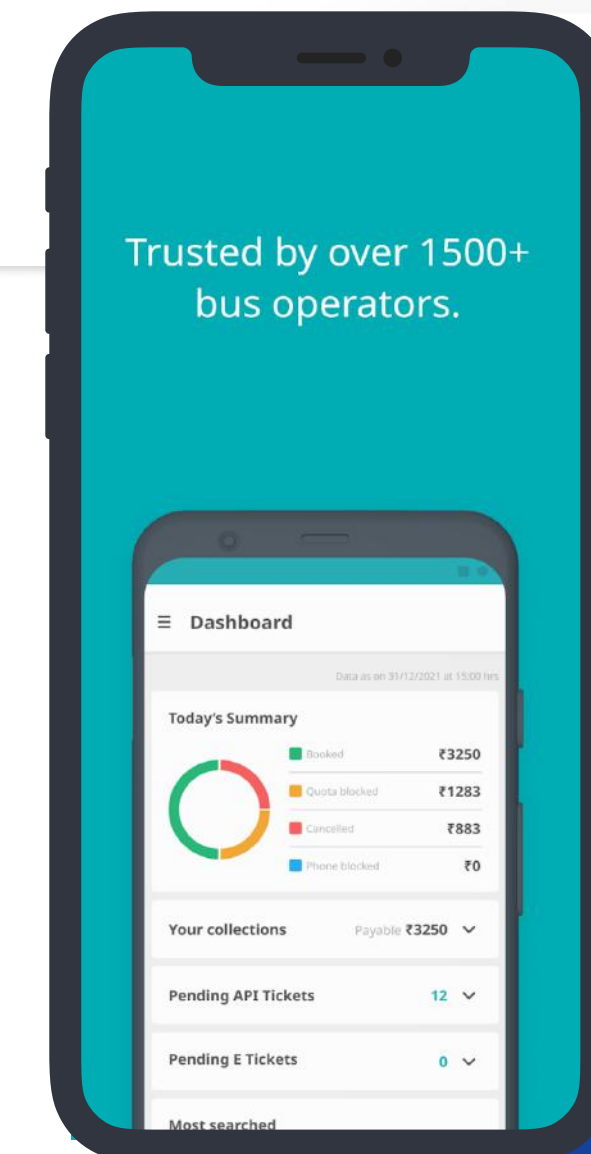 Trusted by over 1500+
bus operators.
Dashboard
Data as on 31/12/2021 at 15:00 hrs
Today's Summary
Booked ₹3250
Quota blocked ₹1283
Cancelled ₹883
Phone blocked ₹0
Your collections Payable ₹3250
Pending API Tickets 12
Pending E Tickets 0
Most searched